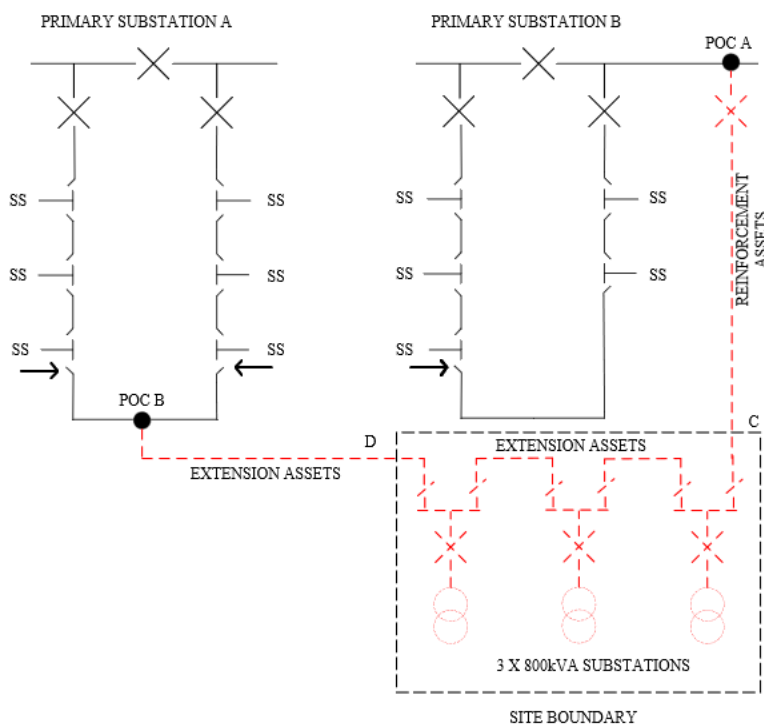 PRIMARY SUBSTATION A
PRIMARY SUBSTATION B
POC A
SS
SS
SS
SS
SS
SS
SS
SS
SS
SS
SS
REINFORCEMENT
ASSETS
POC B
C
D
EXTENSION ASSETS
EXTENSION ASSETS
3 X 800kVA SUBSTATIONS
SITE BOUNDARY